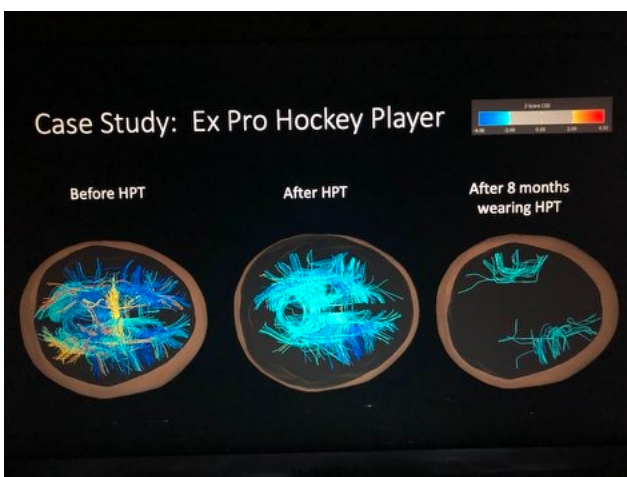 Case Study: Ex Pro Hockey Player
Before HPT
After HPT
After 8 months
wearing HPT